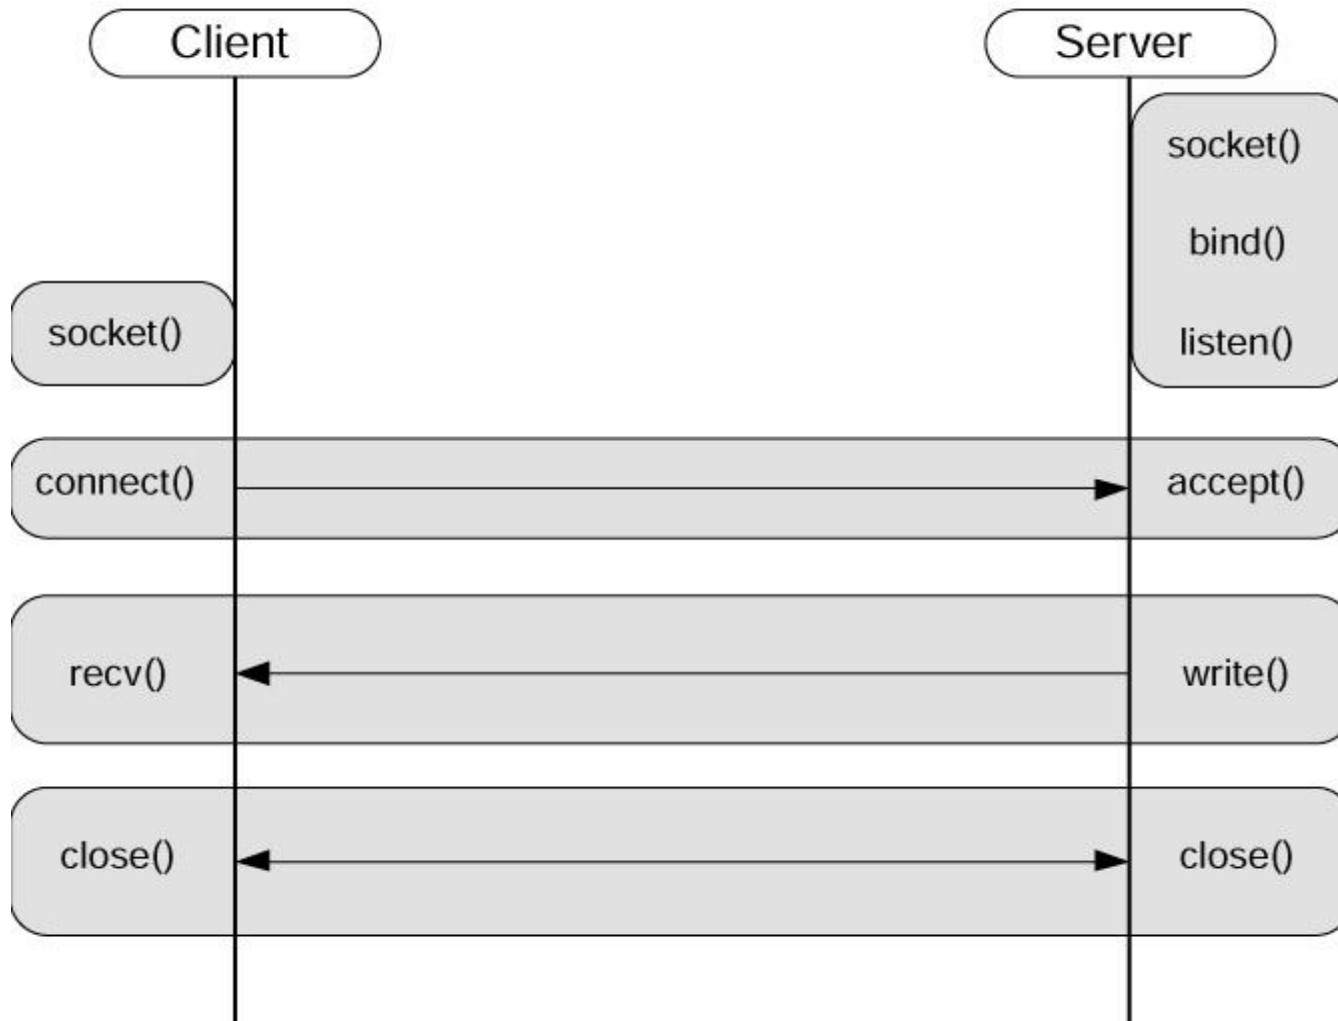 Client
Server
socket()
bind()
socket()
listen()
connect()
accept()
recv()
write()
close()
close()